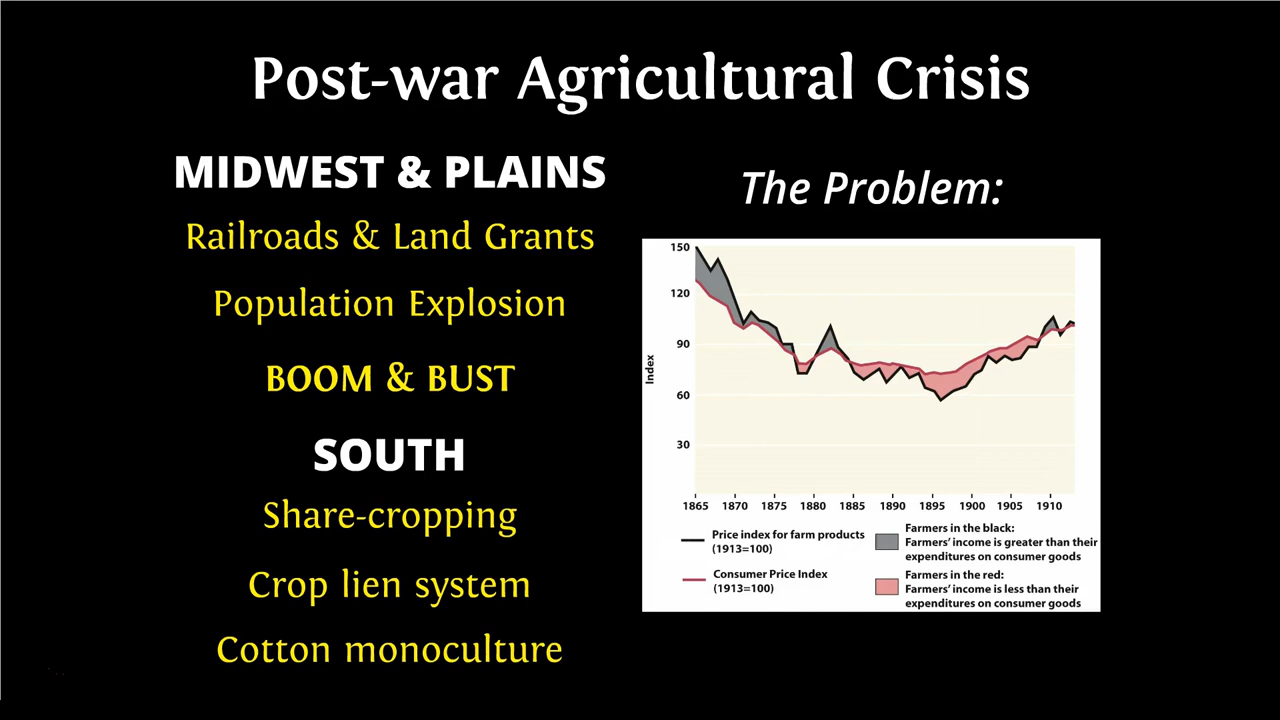 Post-war Agricultural Crisis
MIDWEST & PLAINS
Railroads & Land Grants
Population Explosion
BOOM & BUST
SOUTH
Share-cropping
Crop lien system
Cotton monoculture
The Problem:
150
120
90
60
30
Index
1865 1870 1875 1880 1885 1890 1895 1900 1905 1910
Price index for farm products
(1913=100)
Consumer Price Index
(1913=100)
Farmers in the black:
Farmers' income is greater than their
expenditures on consumer goods
Farmers in the red:
Farmers' income is less than their
expenditures on consumer goods